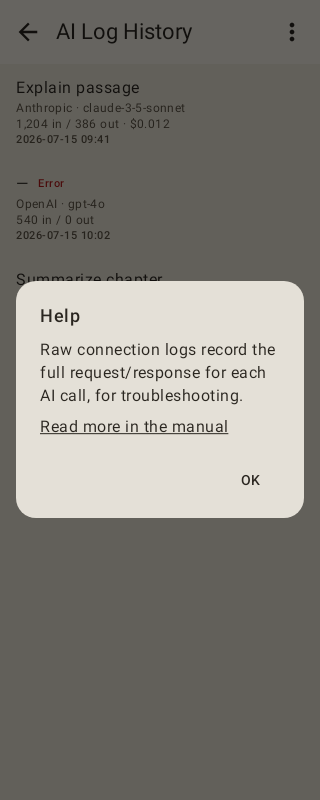 AI Log History
Explain passage
Anthropic · claude-3-5-sonnet
1,204 in / 386 out · $0.012
2026-07-15 09:41
— Error
OpenAI · gpt-4o
540 in / 0 out
2026-07-15 10:02
Summarize chapter
Help
Raw connection logs record the
full request/response for each
AI call, for troubleshooting.
Read more in the manual
OK